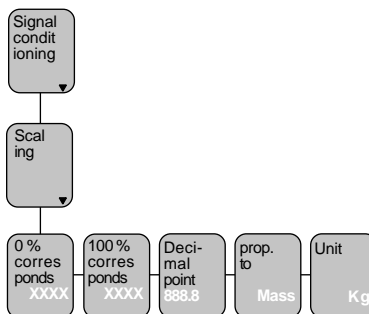 Signal
condit
ioning
Scal
ing
0 %
corres
ponds
XXXX
100 %
corres
ponds
XXXX
Deci-
mal
point
888.8
prop.
to
Mass
Unit
Kg